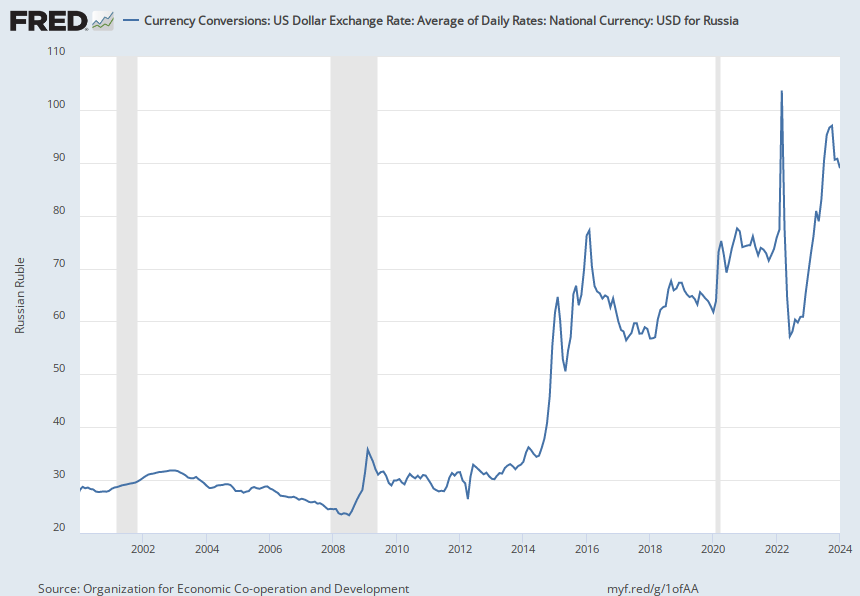 FRED Currency Conversions: US Dollar Exchange Rate: Average of Daily Rates: National Currency: USD for Russia
110
100
90
80
70
60
50
40
30
20
Russian Ruble
2002 2004 2006 2008 2010 2012 2014 2016 2018 2020 2022 2024
Source: Organization for Economic Co-operation and Development myf.red/g/1ofAA